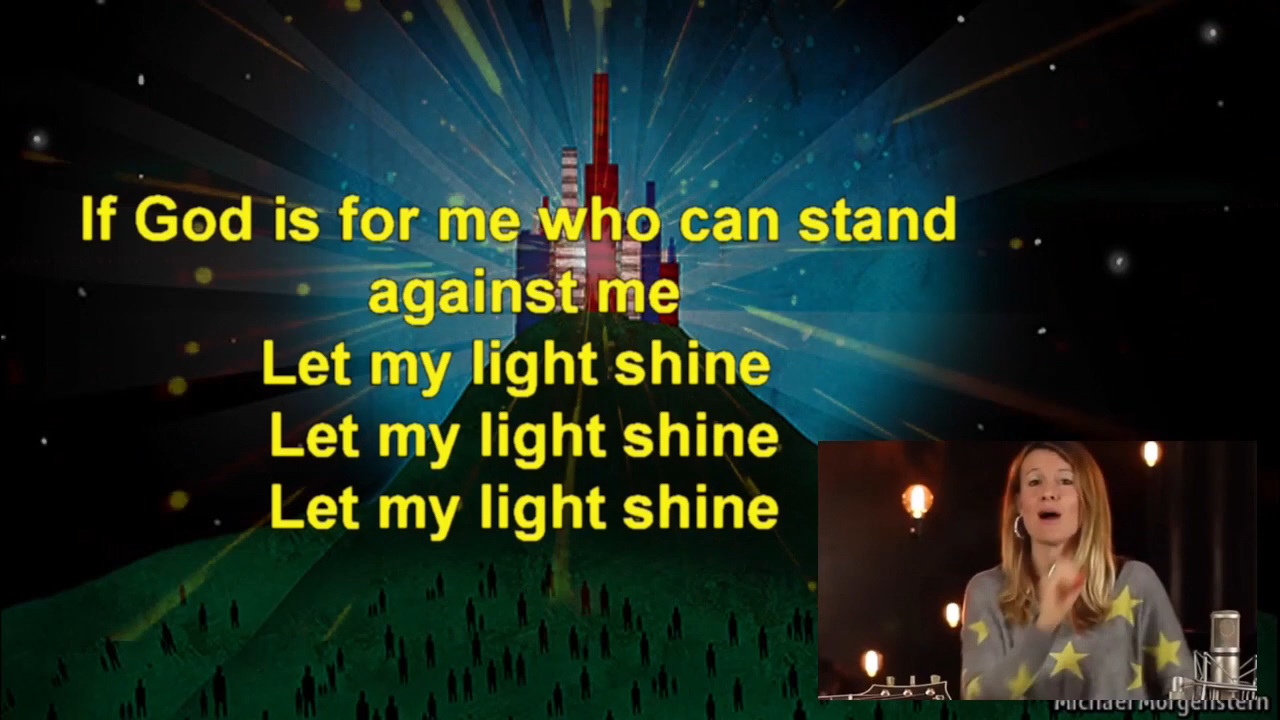 If God is for me who can stand
against me
Let my light shine
Let my light shine
Let my light shine
Michael Morgenstern